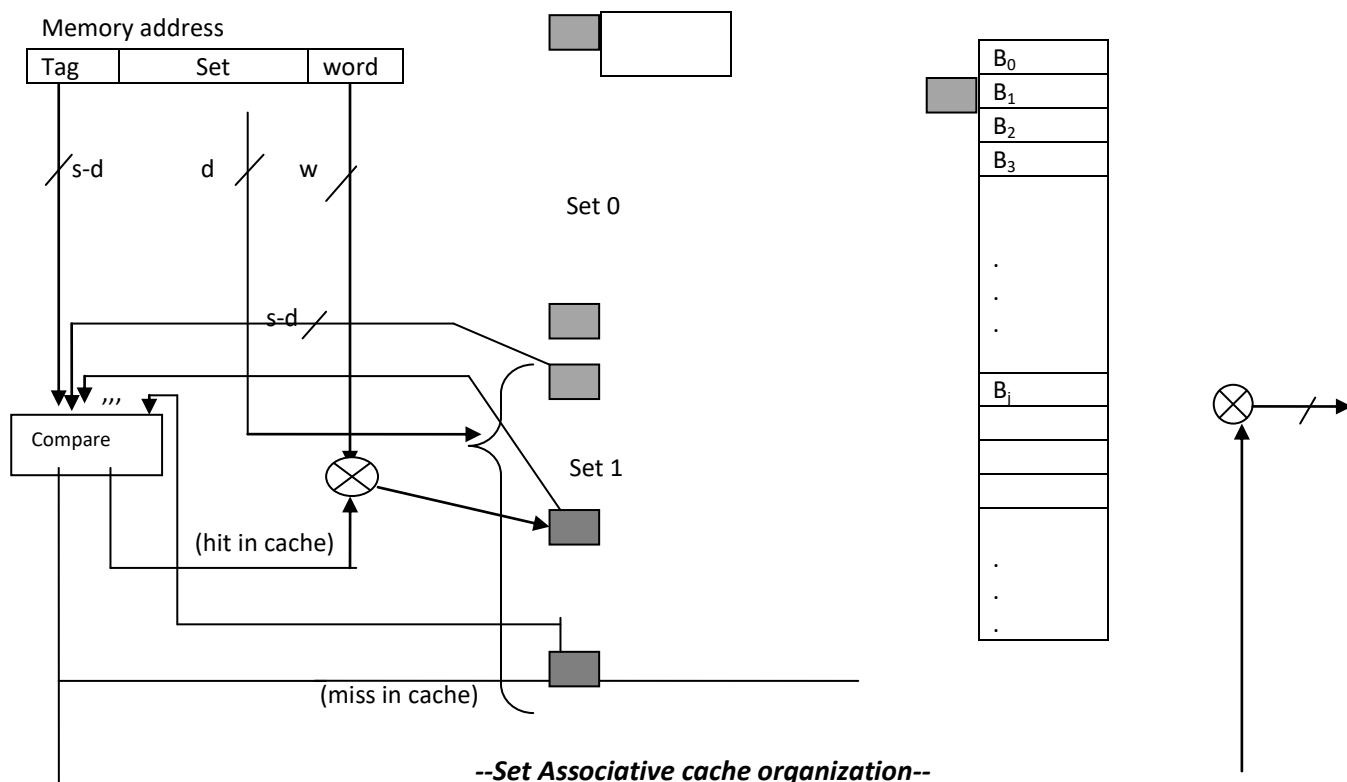 Memory address
Tag Set word
s-d d w
Set 0
s-d
,,,
Compare
Set 1
(hit in cache)
(miss in cache)
B₀
B₁
B₂
B₃
.
.
.
Bⱼ
.
.
.
--Set Associative cache organization--